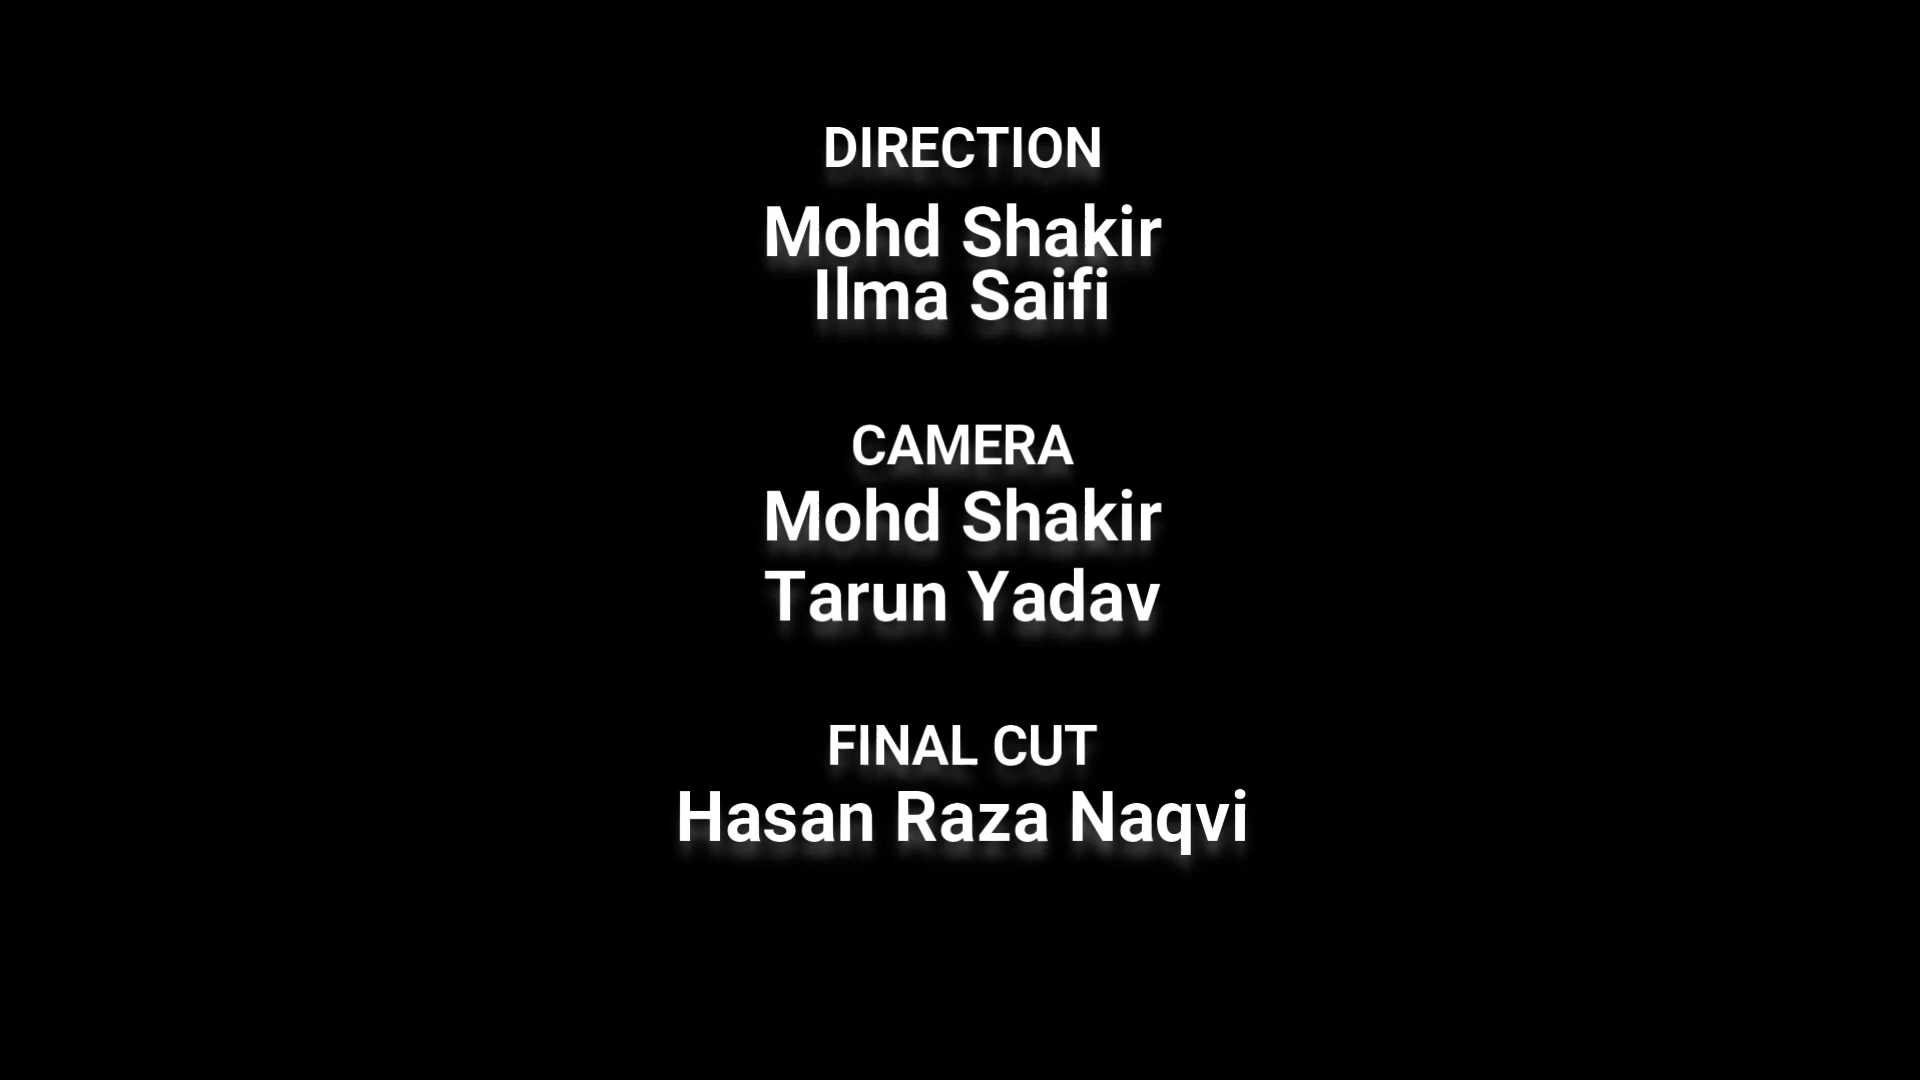 DIRECTION
Mohd Shakir
Ilma Saifi
CAMERA
Mohd Shakir
Tarun Yadav
FINAL CUT
Hasan Raza Naqvi